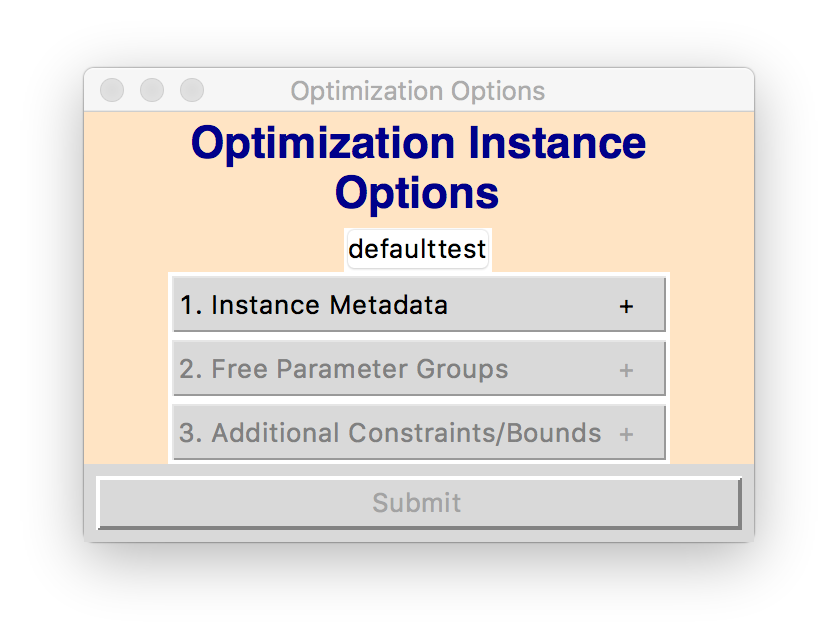 Optimization Options
Optimization Instance
Options
defaulttest
1. Instance Metadata +
2. Free Parameter Groups +
3. Additional Constraints/Bounds +
Submit